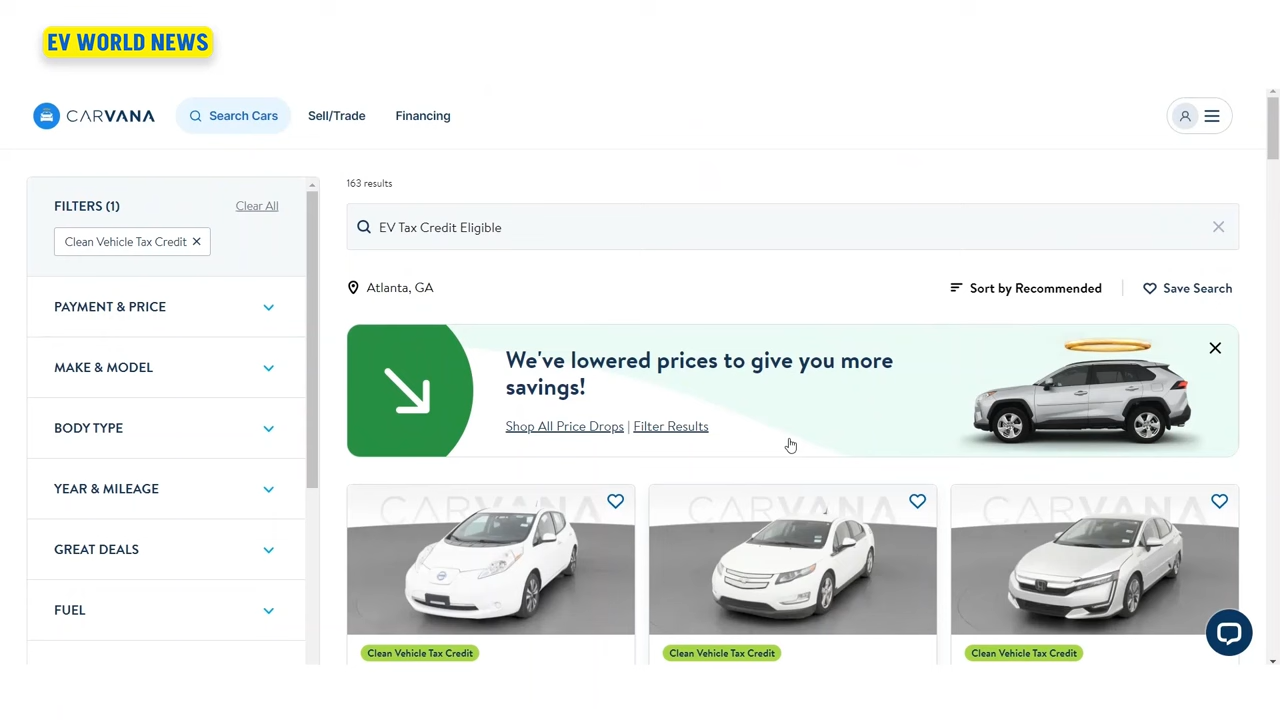 EV WORLD NEWS
CARVANA
Search Cars
Sell/Trade
Financing
163 results
FILTERS (1)
Clear All
Clean Vehicle Tax Credit
EV Tax Credit Eligible
Atlanta, GA
Sort by Recommended
Save Search
PAYMENT & PRICE
MAKE & MODEL
BODY TYPE
YEAR & MILEAGE
GREAT DEALS
FUEL
We've lowered prices to give you more
savings!
Shop All Price Drops | Filter Results
CARVANA
CARVANA
CARVANA
Clean Vehicle Tax Credit
Clean Vehicle Tax Credit
Clean Vehicle Tax Credit